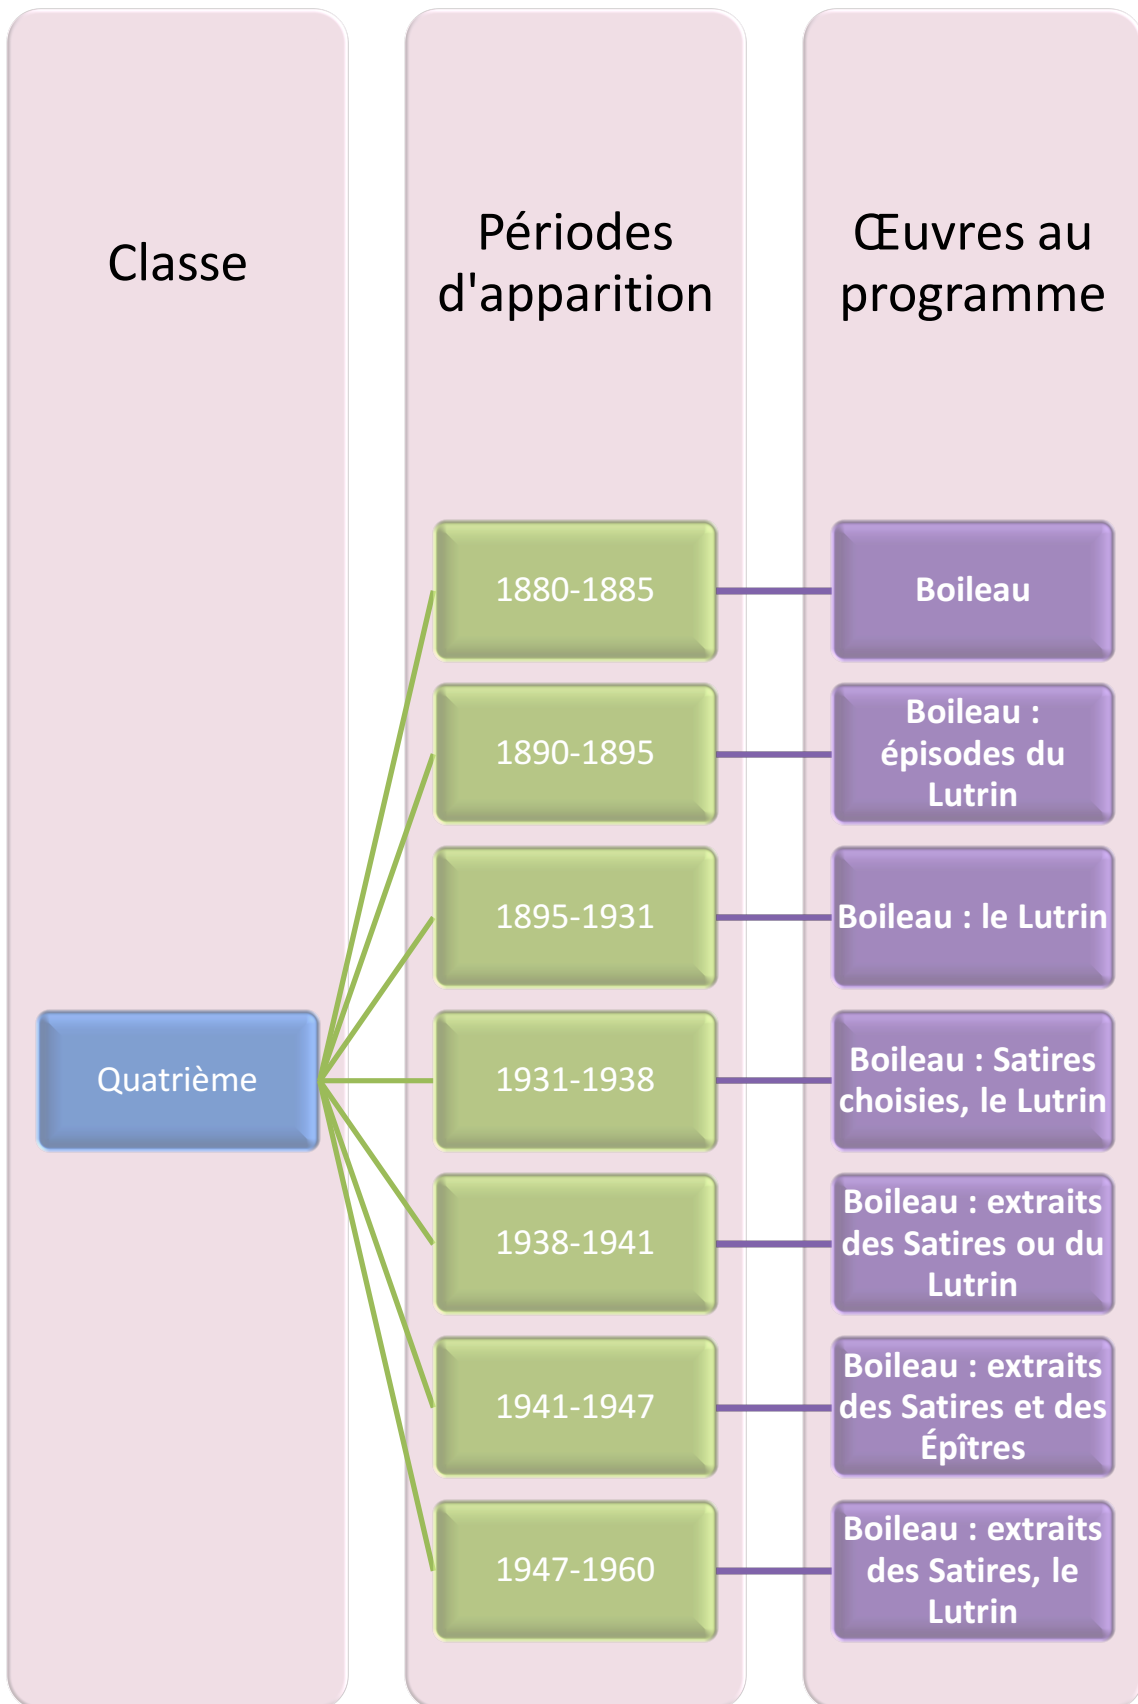 Classe
Périodes
d'apparition
Œuvres au
programme
Quatrième
1880-1885
Boileau
1890-1895
Boileau :
épisodes du
Lutrin
1895-1931
Boileau : le Lutrin
1931-1938
Boileau : Satires
choisies, le Lutrin
1938-1941
Boileau : extraits
des Satires ou du
Lutrin
1941-1947
Boileau : extraits
des Satires et des
Épîtres
1947-1960
Boileau : extraits
des Satires, le
Lutrin